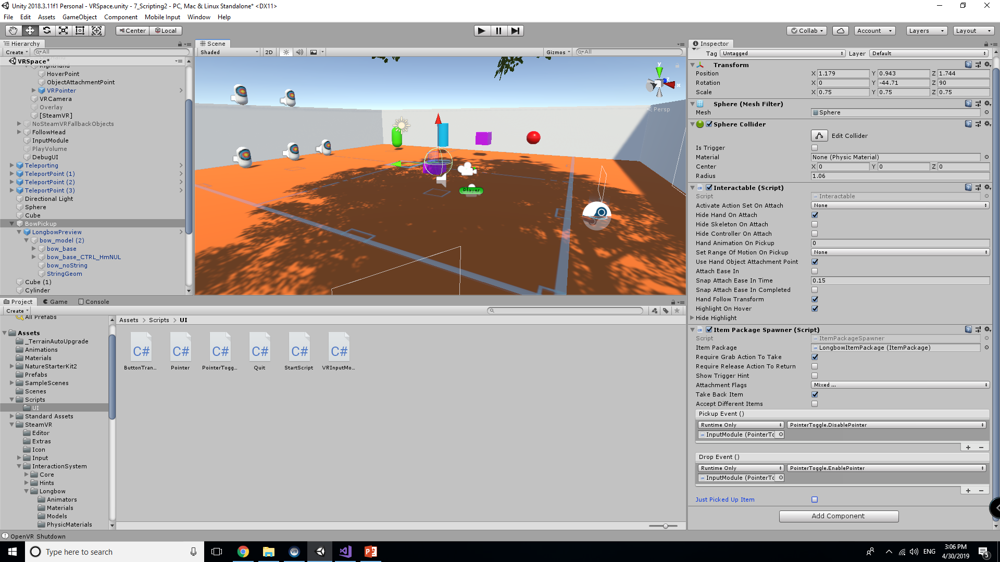 Unity 2018.3.11f1 Personal - VRSpace.unity - 7_Scripting2 - PC, Mac & Linux Standalone* <DX11>
File Edit Assets GameObject Component Mobile Input Window Help
Center Local Collab Account Layers Layout
Hierarchy
Create All
VRSpace*
RightHand
HoverPoint
ObjectAttachmentPoint
VRPointer
VRCamera
Overlay
[SteamVR]
NoSteamVRFallbackObjects
FollowHead
InputModule
PlayVolume
DebugUI
Teleporting
TeleportPoint (1)
TeleportPoint (2)
TeleportPoint (3)
Directional Light
Sphere
Cube
BowPickup
LongbowPreview
bow_model (2)
bow_base
bow_base_CTRL_HmNUL
bow_noString
StringGeom
Cube (1)
Cylinder
Scene
Shaded 2D Gizmos All
y
z
x
Persp
Player
Inspector
Tag Untagged Layer Default
Transform
Position X 1.179 Y 0.943 Z 1.744
Rotation X 0 Y -44.71 Z 90
Scale X 0.75 Y 0.75 Z 0.75
Sphere (Mesh Filter)
Mesh Sphere
Sphere Collider
Edit Collider
Is Trigger
Material None (Physic Material)
Center X 0 Y 0 Z 0
Radius 1.06
Interactable (Script)
Script Interactable
Activate Action Set On Attach None
Hide Hand On Attach
Hide Skeleton On Attach
Hide Controller On Attach
Hand Animation On Pickup 0
Set Range Of Motion On Pickup None
Use Hand Object Attachment Point
Attach Ease In
Snap Attach Ease In Time 0.15
Snap Attach Ease In Completed
Hand Follow Transform
Highlight On Hover
Hide Highlight
Item Package Spawner (Script)
Script ItemPackageSpawner
Item Package LongbowItemPackage (ItemPackage)
Require Grab Action To Take
Require Release Action To Return
Show Trigger Hint
Attachment Flags Mixed ...
Take Back Item
Accept Different Items
Pickup Event ()
Runtime Only PointerToggle.DisablePointer
InputModule (PointerTo
Drop Event ()
Runtime Only PointerToggle.EnablePointer
InputModule (PointerTo
Just Picked Up Item
Add Component
Project Game Console
Create
All Prefabs
Assets
_TerrainAutoUpgrade
Animations
Materials
NatureStarterKit2
Prefabs
SampleScenes
Scenes
Scripts
UI
Standard Assets
SteamVR
Editor
Extras
Icon
Input
InteractionSystem
Core
Hints
Longbow
Animators
Materials
Models
PhysicMaterials
Assets > Scripts > UI
C# C# C# C# C# C#
ButtonTran... Pointer PointerTogg... Quit StartScript VRInputMo...
OpenVR Shutdown
Type here to search
VR
ENG
3:06 PM
4/30/2019
5